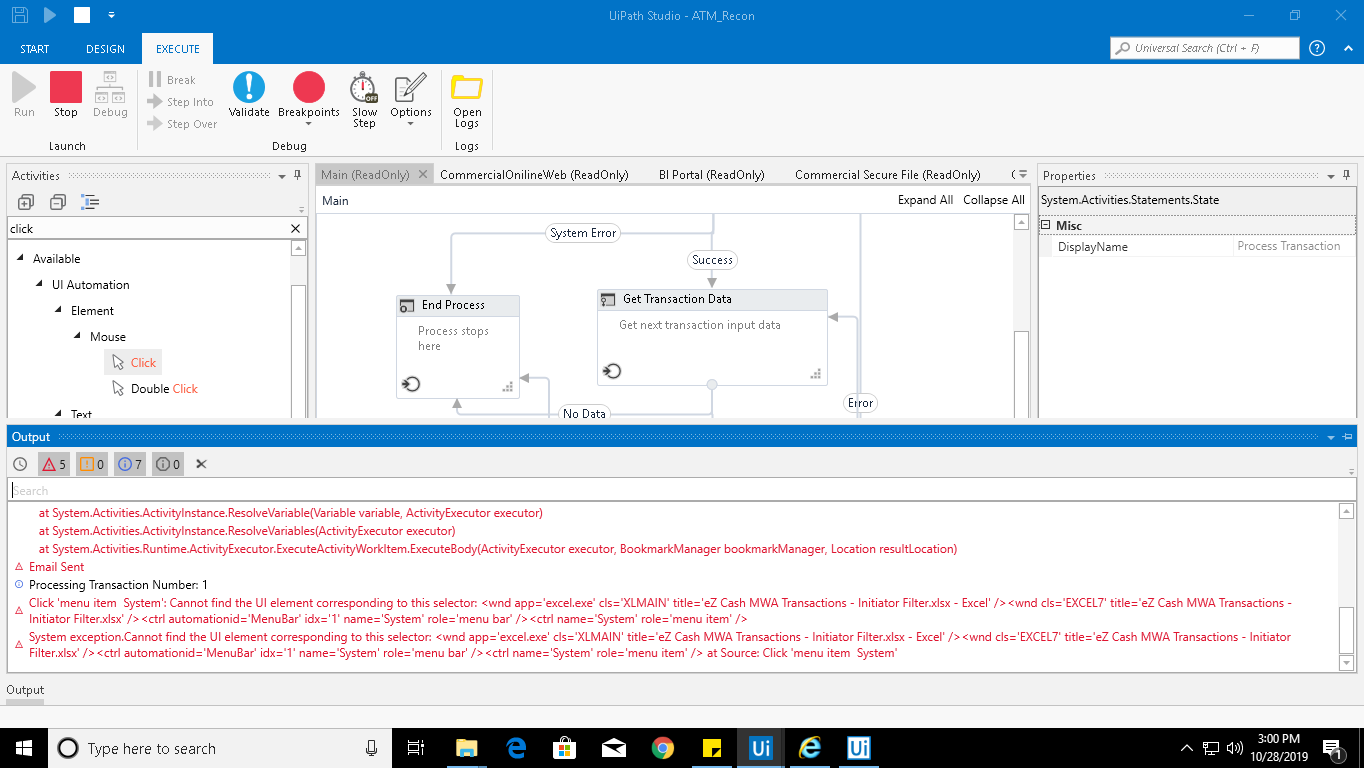 UiPath Studio - ATM_Recon
START DESIGN EXECUTE
Universal Search (Ctrl + F)
Run Stop Debug
Break
Step Into
Step Over
Validate Breakpoints Slow Step Options
Open Logs
Launch Debug Logs
Activities
click
Available
UI Automation
Element
Mouse
Click
Double Click
Text
Main (ReadOnly) CommercialOnilineWeb (ReadOnly) BI Portal (ReadOnly) Commercial Secure File (ReadOnly) (
Main Expand All Collapse All
System Error
Success
End Process
Process stops
here
Get Transaction Data
Get next transaction input data
No Data
Error
Properties
System.Activities.Statements.State
Misc
DisplayName Process Transaction
Output
5 0 7 0
Search
at System.Activities.ActivityInstance.ResolveVariable(Variable variable, ActivityExecutor executor)
at System.Activities.ActivityInstance.ResolveVariables(ActivityExecutor executor)
at System.Activities.Runtime.ActivityExecutor.ExecuteActivityWorkItem.ExecuteBody(ActivityExecutor executor, BookmarkManager bookmarkManager, Location resultLocation)
Email Sent
Processing Transaction Number: 1
Click 'menu item  System': Cannot find the UI element corresponding to this selector: <wnd app='excel.exe' cls='XLMAIN' title='eZ Cash MWA Transactions - Initiator Filter.xlsx - Excel' /><wnd cls='EXCEL7' title='eZ Cash MWA Transactions -
Initiator Filter.xlsx' /><ctrl automationid='MenuBar' idx='1' name='System' role='menu bar' /><ctrl name='System' role='menu item' />
System exception.Cannot find the UI element corresponding to this selector: <wnd app='excel.exe' cls='XLMAIN' title='eZ Cash MWA Transactions - Initiator Filter.xlsx - Excel' /><wnd cls='EXCEL7' title='eZ Cash MWA Transactions - Initiator
Filter.xlsx' /><ctrl automationid='MenuBar' idx='1' name='System' role='menu bar' /><ctrl name='System' role='menu item' /> at Source: Click 'menu item  System'
Output
Type here to search
Ui
Ui
3:00 PM
10/28/2019
1